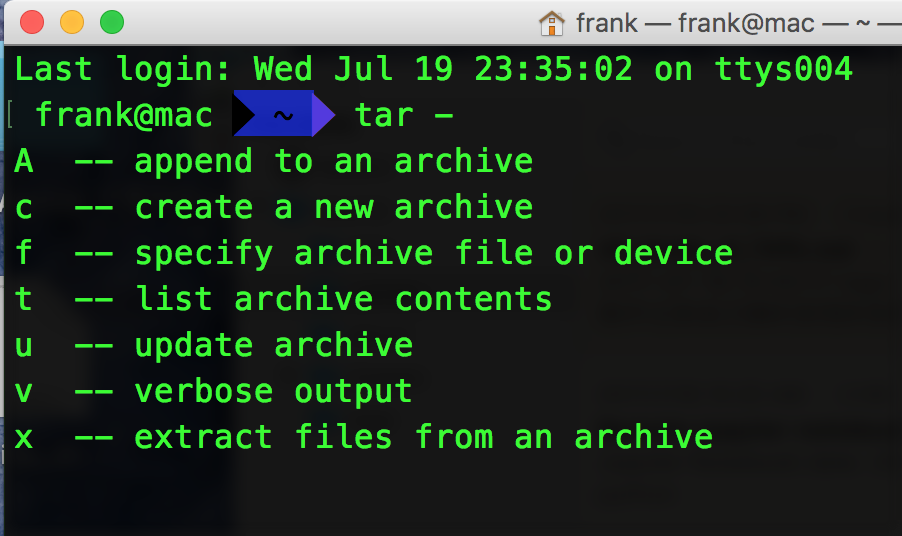 frank — frank@mac — ~ —
Last login: Wed Jul 19 23:35:02 on ttys004
[ frank@mac  ~  tar -
A  -- append to an archive
c  -- create a new archive
f  -- specify archive file or device
t  -- list archive contents
u  -- update archive
v  -- verbose output
x  -- extract files from an archive